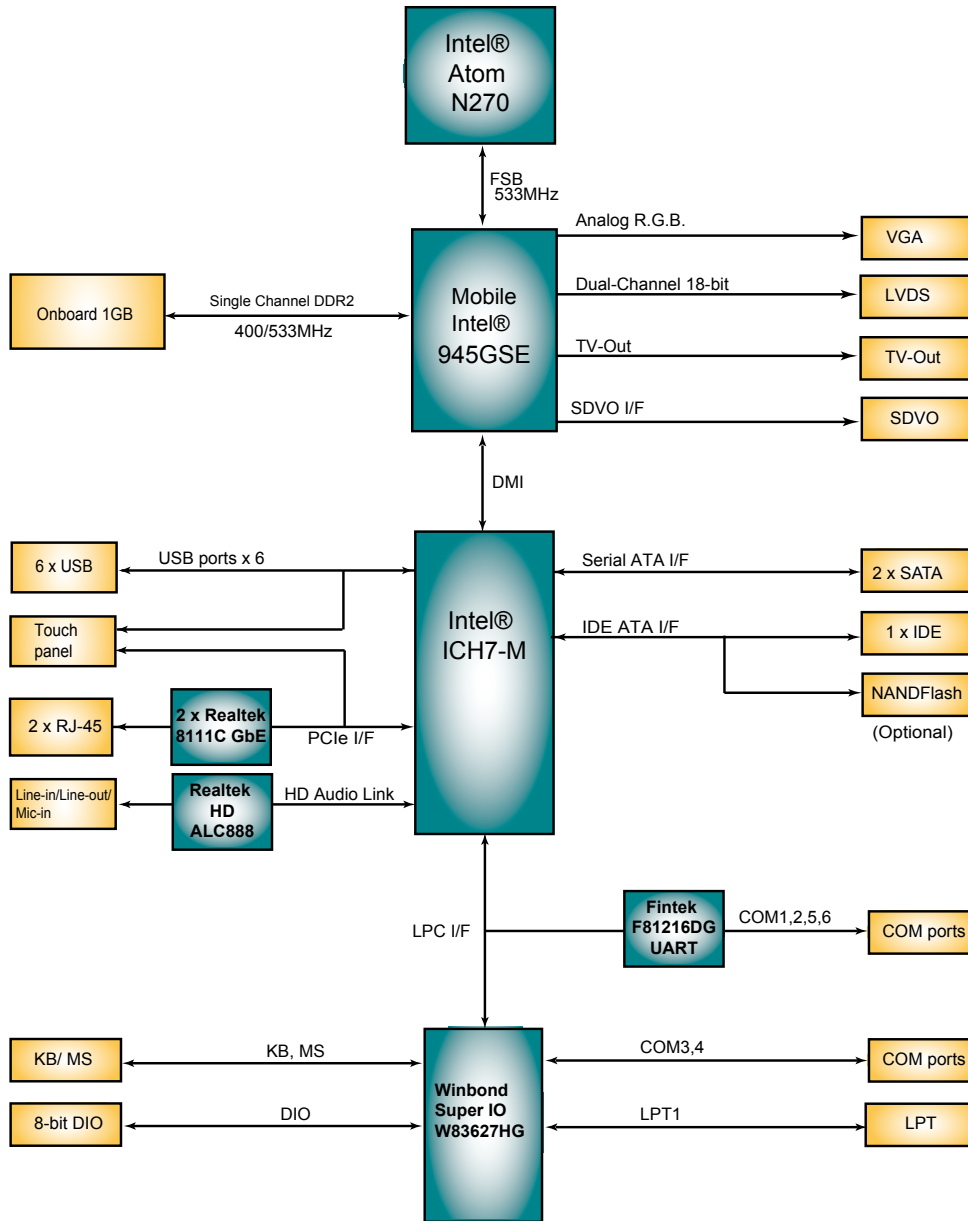 Intel®
Atom
N270
FSB
533MHz
Analog R.G.B.
VGA
Dual-Channel 18-bit
LVDS
Onboard 1GB
Single Channel DDR2
400/533MHz
Mobile
Intel®
945GSE
TV-Out
TV-Out
SDVO I/F
SDVO
DMI
6 x USB
USB ports x 6
Serial ATA I/F
2 x SATA
Touch
panel
Intel®
ICH7-M
IDE ATA I/F
1 x IDE
NANDFlash
(Optional)
2 x RJ-45
2 x Realtek
8111C GbE
PCIe I/F
Line-in/Line-out/
Mic-in
Realtek
HD
ALC888
HD Audio Link
LPC I/F
Fintek
F81216DG
UART
COM1,2,5,6
COM ports
KB/ MS
KB, MS
Winbond
Super IO
W83627HG
COM3,4
COM ports
8-bit DIO
DIO
LPT1
LPT